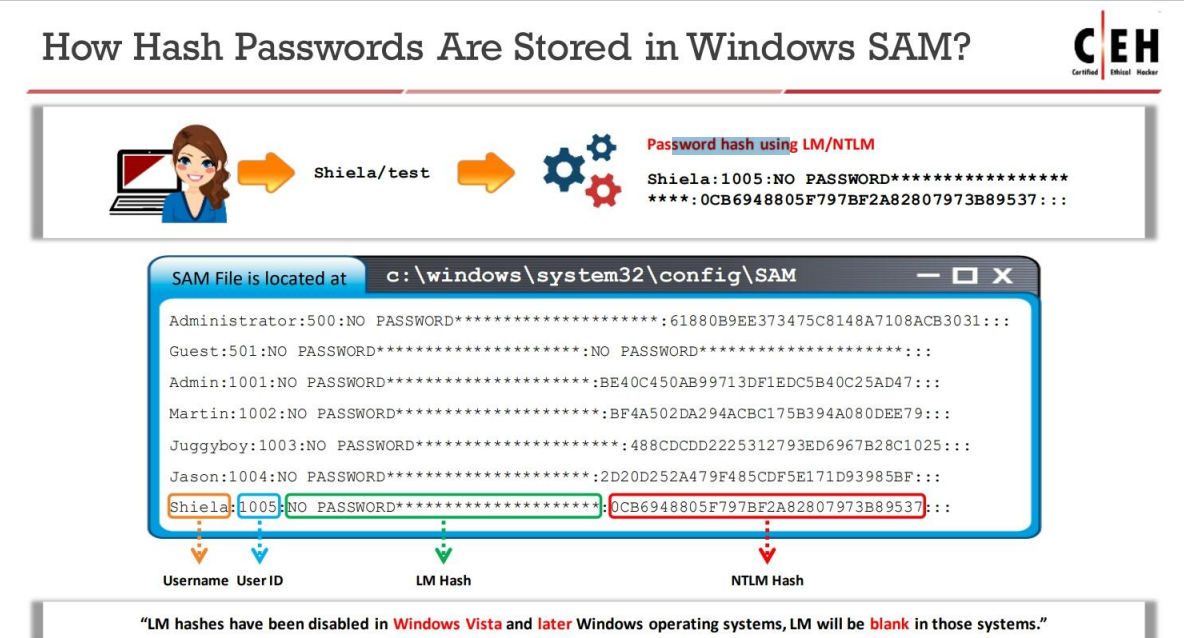 How Hash Passwords Are Stored in Windows SAM?
C EH
Certified Ethical Hacker
Password hash using LM/NTLM
Shiela/test
Shiela:1005:NO PASSWORD*****************
****:0CB6948805F797BF2A82807973B89537:::
SAM File is located at c:\windows\system32\config\SAM
Administrator:500:NO PASSWORD*********************:61880B9EE373475C8148A7108ACB3031:::
Guest:501:NO PASSWORD*********************:NO PASSWORD*********************:::
Admin:1001:NO PASSWORD*********************:BE40C450AB99713DF1EDC5B40C25AD47:::
Martin:1002:NO PASSWORD*********************:BF4A502DA294ACBC175B394A080DEE79:::
Juggyboy:1003:NO PASSWORD*********************:488CDCDD2225312793ED6967B28C1025:::
Jason:1004:NO PASSWORD*********************:2D20D252A479F485CDF5E171D93985BF:::
Shiela:1005:NO PASSWORD*********************:0CB6948805F797BF2A82807973B89537:::
Username User ID LM Hash NTLM Hash
“LM hashes have been disabled in Windows Vista and later Windows operating systems, LM will be blank in those systems.”